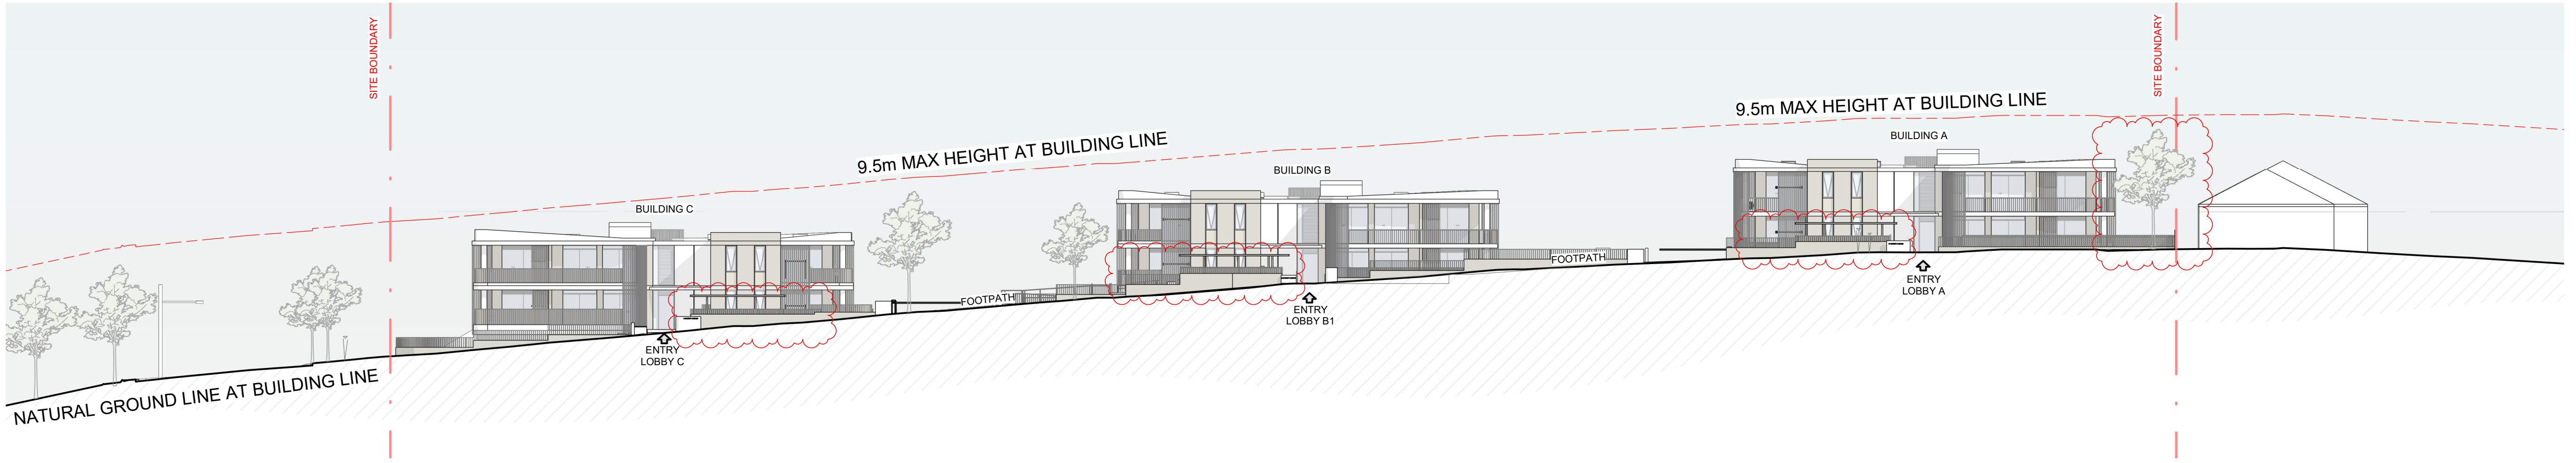 SITE BOUNDARY
SITE BOUNDARY
9.5m MAX HEIGHT AT BUILDING LINE
9.5m MAX HEIGHT AT BUILDING LINE
BUILDING A
BUILDING B
BUILDING C
FOOTPATH
FOOTPATH
ENTRY
LOBBY A
ENTRY
LOBBY B1
ENTRY
LOBBY C
NATURAL GROUND LINE AT BUILDING LINE